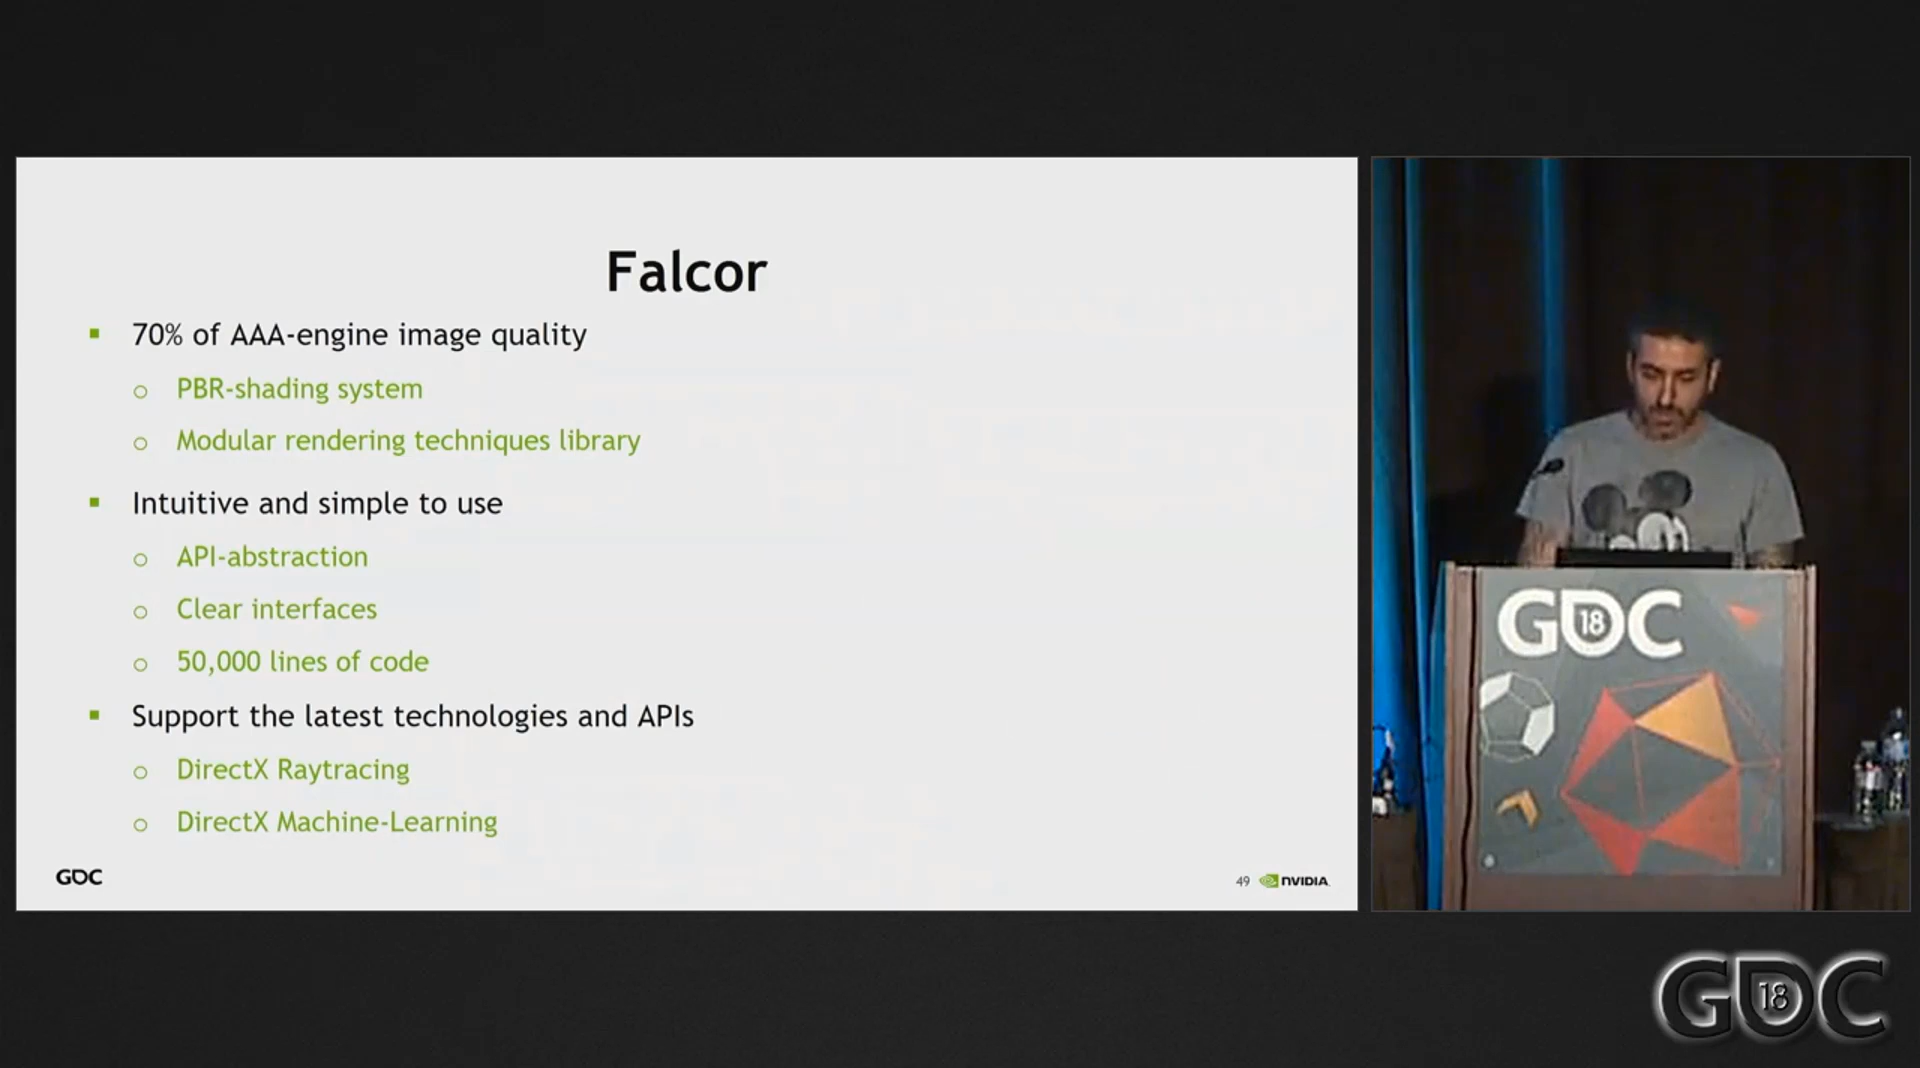 Falcor
70% of AAA-engine image quality
PBR-shading system
Modular rendering techniques library
Intuitive and simple to use
API-abstraction
Clear interfaces
50,000 lines of code
Support the latest technologies and APIs
DirectX Raytracing
DirectX Machine-Learning
GDC
49 NVIDIA
GDC 18
GDC 18